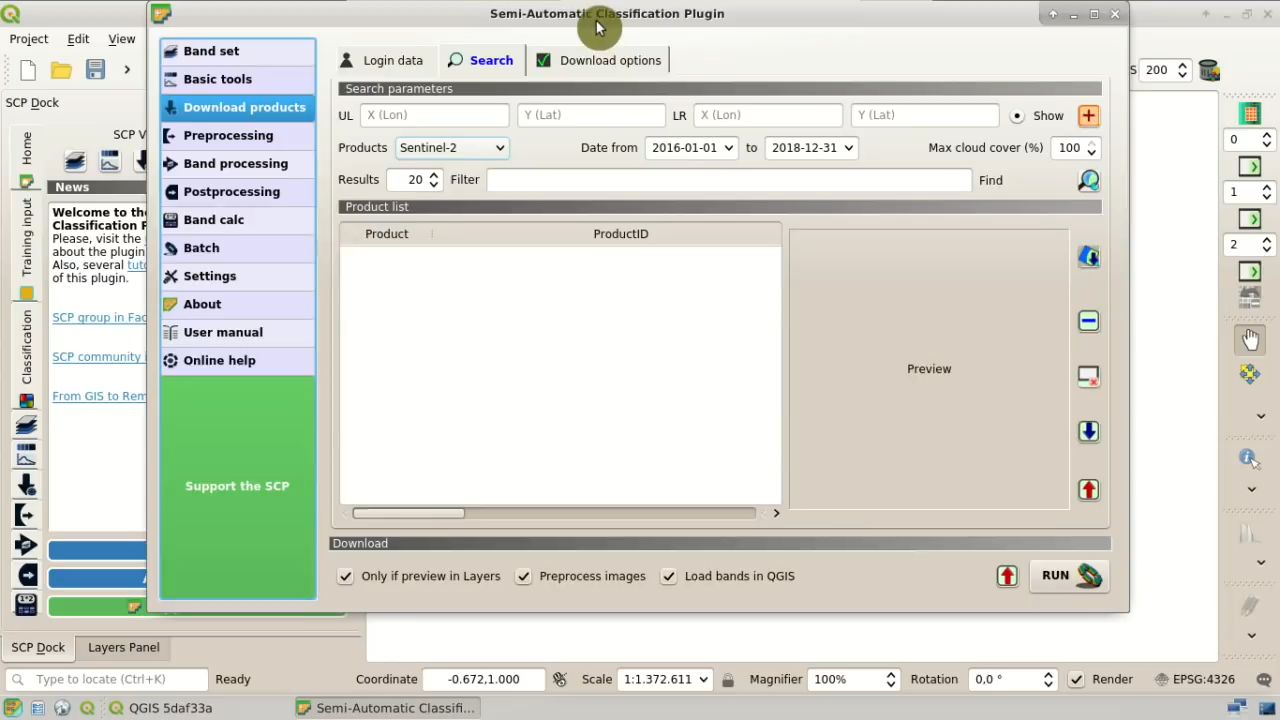 Semi-Automatic Classification Plugin
Project Edit View
SCP Dock
S 200
Band set
Basic tools
Download products
Preprocessing
Band processing
Postprocessing
Band calc
Batch
Settings
About
User manual
Online help
Support the SCP
Login data Search Download options
Search parameters
UL X (Lon) Y (Lat) LR X (Lon) Y (Lat) Show
Products Sentinel-2 Date from 2016-01-01 to 2018-12-31 Max cloud cover (%) 100
Results 20 Filter Find
Product list
Product ProductID
Preview
Download
Only if preview in Layers Preprocess images Load bands in QGIS RUN
Home
Training input
Classification
SCP V
News
Welcome to the
Classification P
Please, visit the
about the plugin
Also, several tuto
of this plugin.
SCP group in Fac
SCP community i
From GIS to Rem
0
1
2
SCP Dock Layers Panel
Type to locate (Ctrl+K) Ready Coordinate -0.672,1.000 Scale 1:1.372.611 Magnifier 100% Rotation 0,0 ° Render EPSG:4326
QGIS 5daf33a Semi-Automatic Classifi...